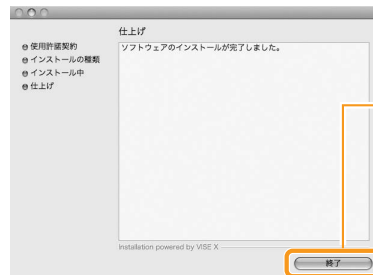 仕上げ
使用許諾契約
インストールの種類
インストール中
仕上げ
ソフトウェアのインストールが完了しました。
Installation powered by VISE X
終了